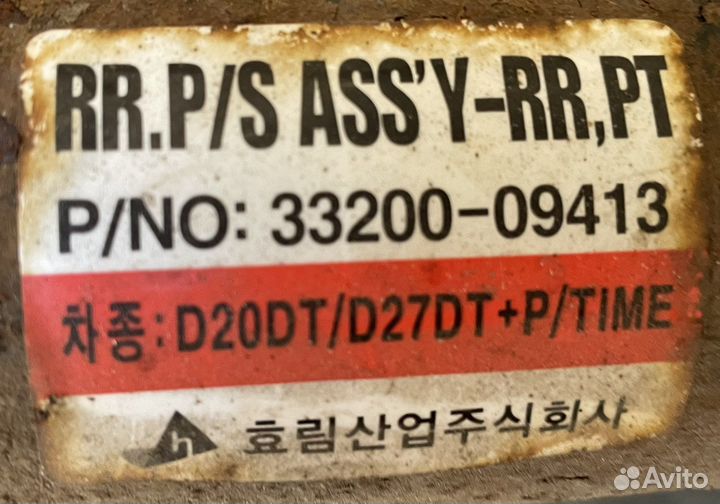 RR.P/S ASS'Y-RR,PT
P/NO: 33200-09413
차종: D20DT/D27DT+P/TIME
h 효림산업주식회사
Avito